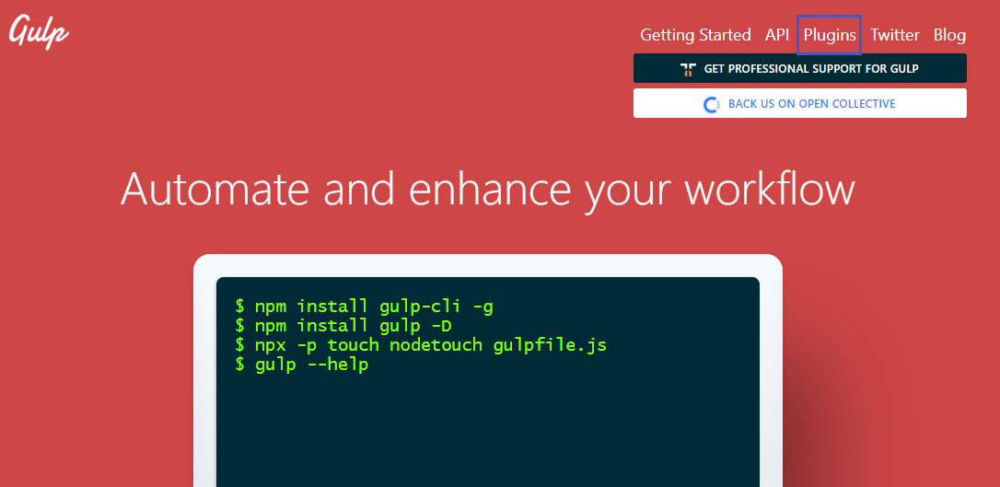 Gulp
Getting Started API Plugins Twitter Blog
GET PROFESSIONAL SUPPORT FOR GULP
BACK US ON OPEN COLLECTIVE
Automate and enhance your workflow
$ npm install gulp-cli -g
$ npm install gulp -D
$ npx -p touch nodetouch gulpfile.js
$ gulp --help